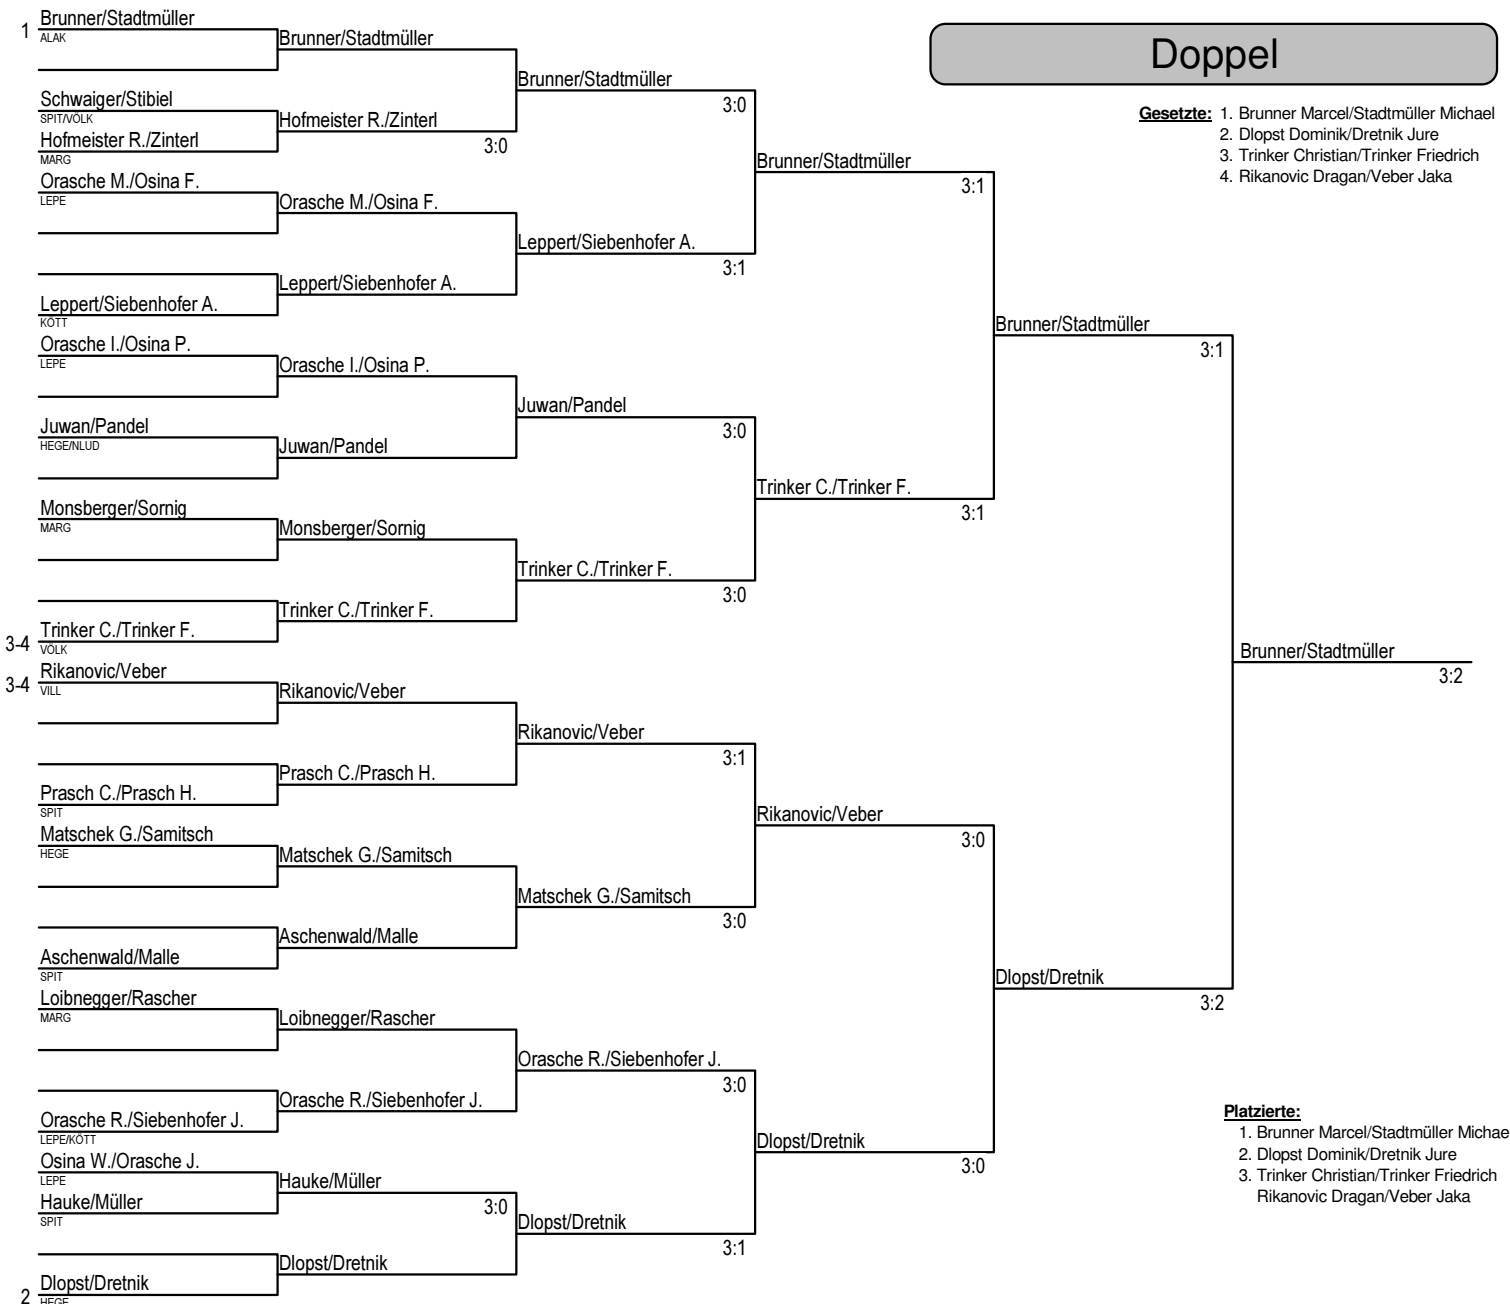 Doppel
Gesetzte: 1. Brunner Marcel/Stadtmüller Michael
2. Dlopst Dominik/Dretnik Jure
3. Trinker Christian/Trinker Friedrich
4. Rikanovic Dragan/Veber Jaka
1 Brunner/Stadtmüller
ALAK
Schwaiger/Stibiel
SPIT/VÖLK
Hofmeister R./Zinterl
MARG
Orasche M./Osina F.
LEPE
Leppert/Siebenhofer A.
KÖTT
Orasche I./Osina P.
LEPE
Juwan/Pandel
HEGE/NLUD
Monsberger/Sornig
MARG
3-4 Trinker C./Trinker F.
VÖLK
3-4 Rikanovic/Veber
VILL
Prasch C./Prasch H.
SPIT
Matschek G./Samitsch
HEGE
Aschenwald/Malle
SPIT
Loibnegger/Rascher
MARG
Orasche R./Siebenhofer J.
LEPE/KÖTT
Osina W./Orasche J.
LEPE
Hauke/Müller
SPIT
2 Dlopst/Dretnik
HEGE
Brunner/Stadtmüller
Hofmeister R./Zinterl
3:0
Orasche M./Osina F.
Leppert/Siebenhofer A.
Orasche I./Osina P.
Juwan/Pandel
Monsberger/Sornig
Trinker C./Trinker F.
Rikanovic/Veber
Prasch C./Prasch H.
Matschek G./Samitsch
Aschenwald/Malle
Loibnegger/Rascher
Orasche R./Siebenhofer J.
Hauke/Müller
3:0
Dlopst/Dretnik
Brunner/Stadtmüller
3:0
Leppert/Siebenhofer A.
3:1
Juwan/Pandel
3:0
Trinker C./Trinker F.
3:0
Rikanovic/Veber
3:1
Matschek G./Samitsch
3:0
Orasche R./Siebenhofer J.
3:0
Dlopst/Dretnik
3:1
Brunner/Stadtmüller
3:1
Trinker C./Trinker F.
3:1
Rikanovic/Veber
3:0
Dlopst/Dretnik
3:0
Brunner/Stadtmüller
3:1
Dlopst/Dretnik
3:2
Brunner/Stadtmüller
3:2
Platzierte:
1. Brunner Marcel/Stadtmüller Michae
2. Dlopst Dominik/Dretnik Jure
3. Trinker Christian/Trinker Friedrich
Rikanovic Dragan/Veber Jaka